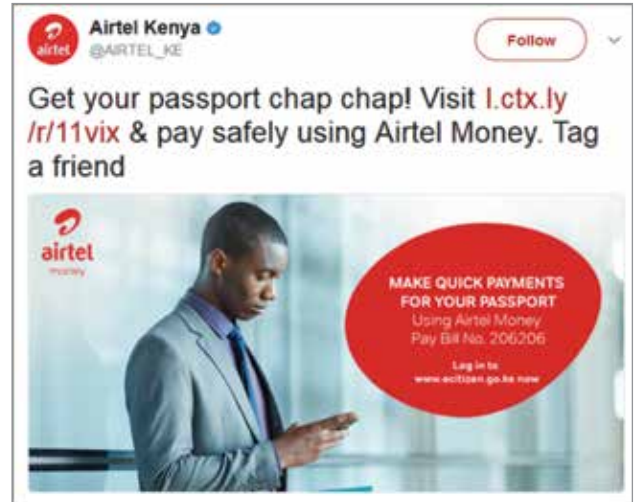 airtel
Airtel Kenya
@AIRTEL_KE
Follow
Get your passport chap chap! Visit l.ctx.ly
/r/11vix & pay safely using Airtel Money. Tag
a friend
airtel
money
MAKE QUICK PAYMENTS
FOR YOUR PASSPORT
Using Airtel Money
Pay Bill No. 206206
Log in to
www.ecitizen.go.ke now